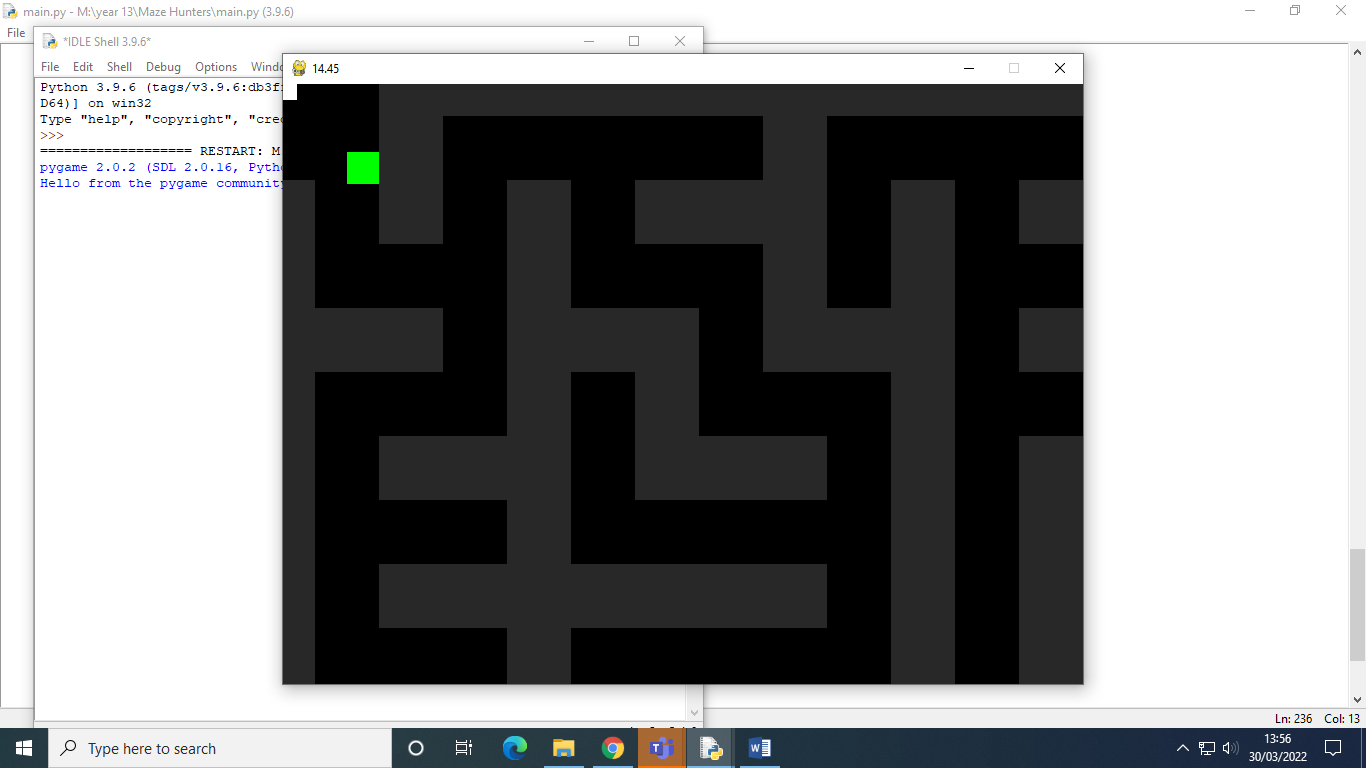 main.py - M:\year 13\Maze Hunters\main.py (3.9.6)
File
*IDLE Shell 3.9.6*
File Edit Shell Debug Options
14.45
Python 3.9.6 (tags/v3.9.6:
D64)] on win32
Type "help", "copyright",
>>>
=================== RESTART: M
pygame 2.0.2 (SDL 2.0.16,
Hello from the pygame community
Ln: 236 Col: 13
Type here to search
13:56
30/03/2022